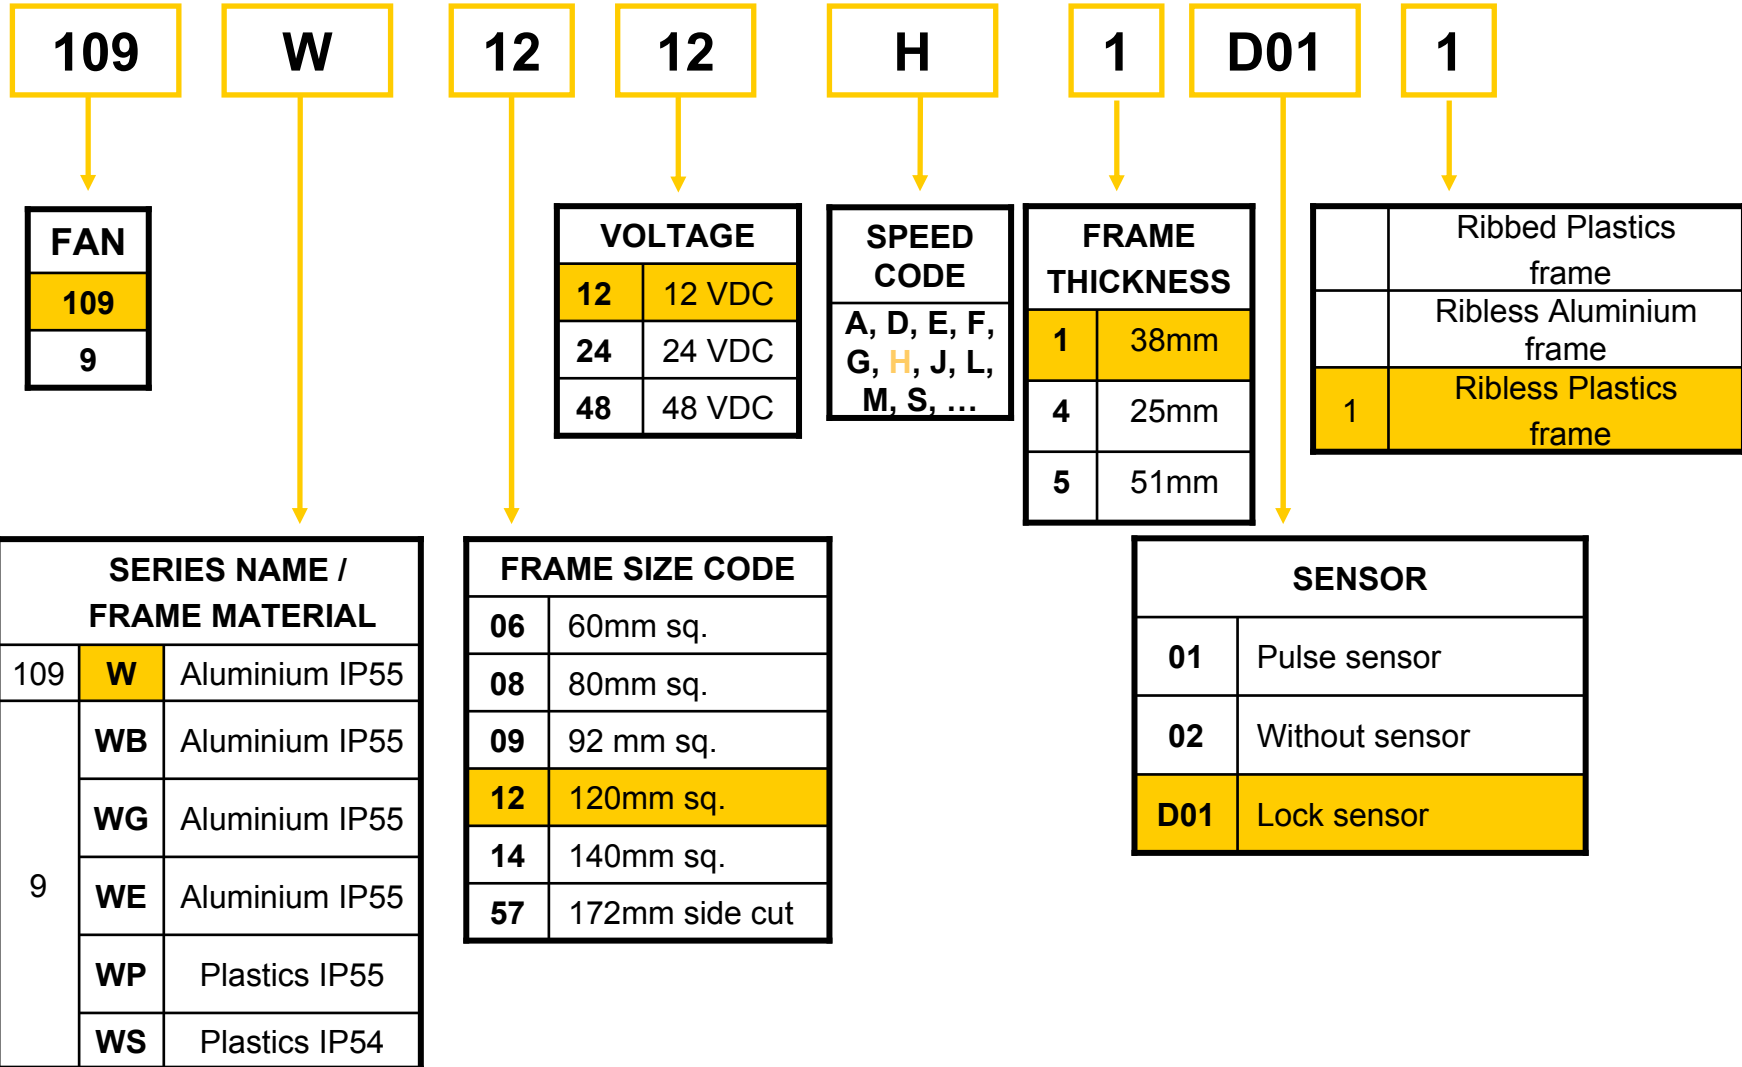 109 W 12 12 H 1 D01 1
FAN
109
9
VOLTAGE
12 12 VDC
24 24 VDC
48 48 VDC
SPEED
CODE
A, D, E, F,
G, H, J, L,
M, S, ...
FRAME
THICKNESS
1 38mm
4 25mm
5 51mm
Ribbed Plastics
frame
Ribless Aluminium
frame
1 Ribless Plastics
frame
SERIES NAME /
FRAME MATERIAL
109 W Aluminium IP55
9
WB Aluminium IP55
WG Aluminium IP55
WE Aluminium IP55
WP Plastics IP55
WS Plastics IP54
FRAME SIZE CODE
06 60mm sq.
08 80mm sq.
09 92 mm sq.
12 120mm sq.
14 140mm sq.
57 172mm side cut
SENSOR
01 Pulse sensor
02 Without sensor
D01 Lock sensor